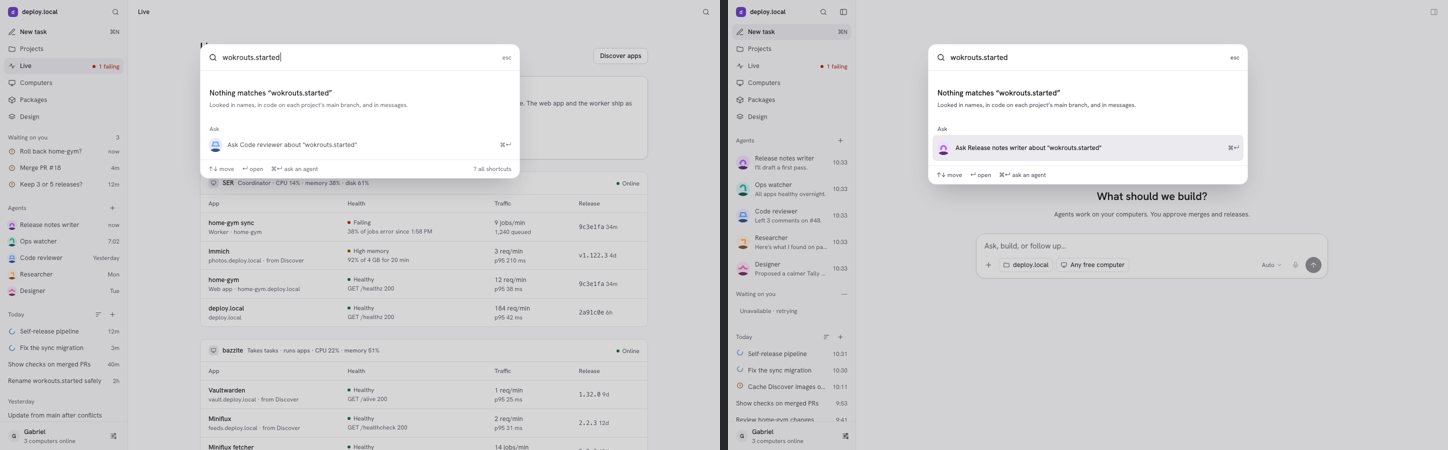 deploy.local
New task ⌘N
Projects
Live 1 failing
Computers
Packages
Design
Waiting on you 3
Roll back home-gym? now
Merge PR #18 4m
Keep 3 or 5 releases? 12m
Agents
Release notes writer now
Ops watcher 7:02
Code reviewer Yesterday
Researcher Mon
Designer Tue
Today
Self-release pipeline 12m
Fix the sync migration 3m
Show checks on merged PRs 40m
Rename workouts.started safely 2h
Yesterday
Update from main after conflicts
G Gabriel
3 computers online
Live
Discover apps
wokrouts.started esc
Nothing matches “wokrouts.started”
Looked in names, in code on each project's main branch, and in messages.
Ask
Ask Code reviewer about "wokrouts.started" ⌘↵
↑↓ move ↵ open ⌘↵ ask an agent ? all shortcuts
e. The web app and the worker ship as
SER Coordinator · CPU 14% · memory 38% · disk 61% Online
App Health Traffic Release
home-gym sync Failing 9 jobs/min 9c3e1fa 34m
Worker · home-gym 38% of jobs error since 1:58 PM 1,240 queued
immich High memory 3 req/min v1.122.3 4d
photos.deploy.local · from Discover 92% of 4 GB for 20 min p95 210 ms
home-gym Healthy 12 req/min 9c3e1fa 34m
Web app · home-gym.deploy.local GET /healthz 200 p95 38 ms
deploy.local Healthy 184 req/min 2a91c0e 6h
deploy.local GET /healthz 200 p95 42 ms
bazzite Takes tasks · runs apps · CPU 22% · memory 51% Online
App Health Traffic Release
Vaultwarden Healthy 1 req/min 1.32.0 9d
vault.deploy.local · from Discover GET /alive 200 p95 25 ms
Miniflux Healthy 2 req/min 2.2.3 12d
feeds.deploy.local · from Discover GET /healthcheck 200 p95 31 ms
Miniflux fetcher Healthy 14 jobs/min
deploy.local
New task ⌘N
Projects
Live 1 failing
Computers
Packages
Design
Agents
Release notes writer 10:33
I'll draft a first pass.
Ops watcher 10:33
All apps healthy overnight.
Code reviewer 10:33
Left 3 comments on #48.
Researcher 10:33
Here's what I found on pa...
Designer 10:33
Proposed a calmer Tally ...
Waiting on you —
Unavailable · retrying
Today
Self-release pipeline 10:31
Fix the sync migration 10:30
Cache Discover images o... 10:11
Show checks on merged PRs 9:53
Review home-gym changes 9:41
G Gabriel
3 computers online
wokrouts.started esc
Nothing matches “wokrouts.started”
Looked in names, in code on each project's main branch, and in messages.
Ask
Ask Release notes writer about "wokrouts.started" ⌘↵
↑↓ move ↵ open ⌘↵ ask an agent
What should we build?
Agents work on your computers. You approve merges and releases.
Ask, build, or follow up...
deploy.local Any free computer Auto